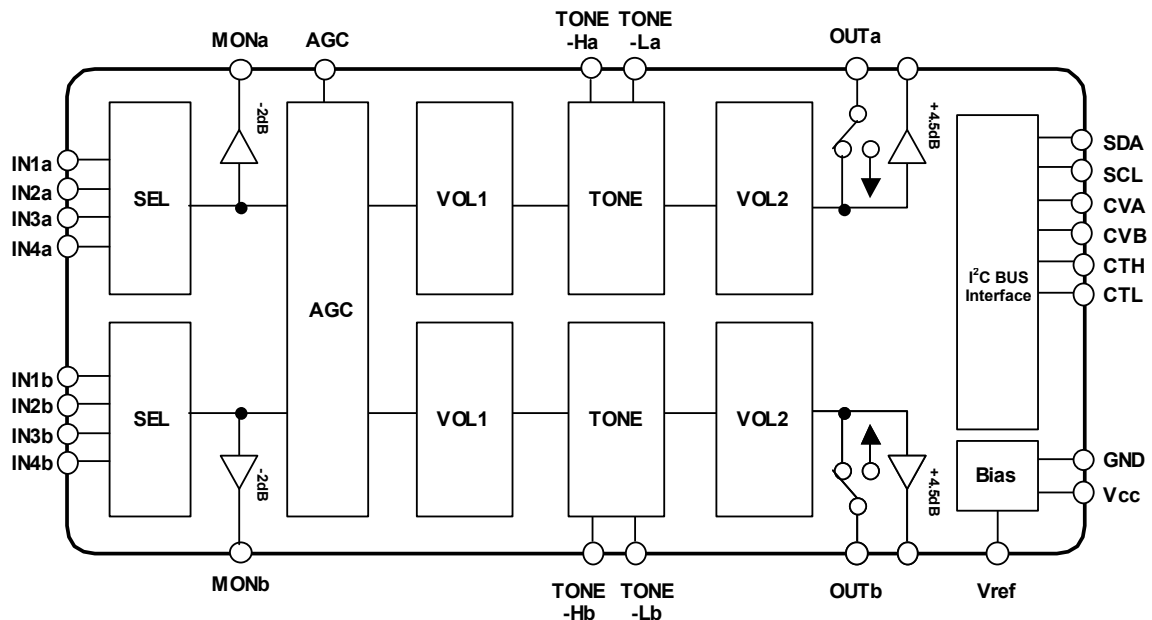 MONa
AGC
TONE
-Ha
TONE
-La
OUTa
-2dB
+4.5dB
IN1a
IN2a
IN3a
IN4a
SEL
VOL1
TONE
VOL2
SDA
SCL
CVA
CVB
CTH
CTL
I²C BUS
Interface
AGC
IN1b
IN2b
IN3b
IN4b
SEL
VOL1
TONE
VOL2
-2dB
+4.5dB
Bias
GND
Vcc
MONb
TONE
-Hb
TONE
-Lb
OUTb
Vref